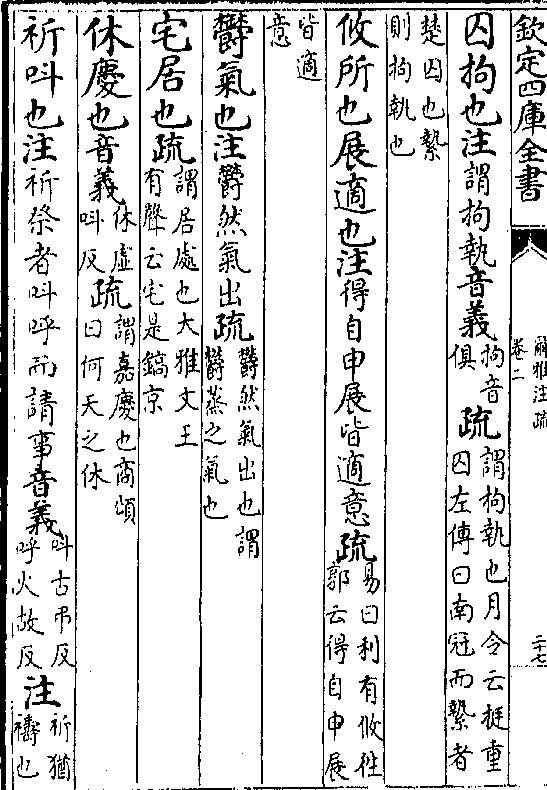 欽定四庫全書
爾雅注疏
卷二
二十七
囚拘也注謂拘執音義拘音俱疏謂拘執也月令云挺重囚左傳曰南冠而縶者
楚囚也縶則拘執也
攸所也展適也注得自申展皆適意疏易曰利有攸往郭云得自申展
皆適意
鬱氣也注鬱然氣出疏鬱然氣出也謂鬱蒸之氣也
宅居也疏謂居處也大雅文王有聲云宅是鎬京
休慶也音義休虛呌反疏謂嘉慶也商頌曰何天之休
祈呌也注祈祭者呌呼而請事音義呌古弔反呼火故反注祈猶禱也